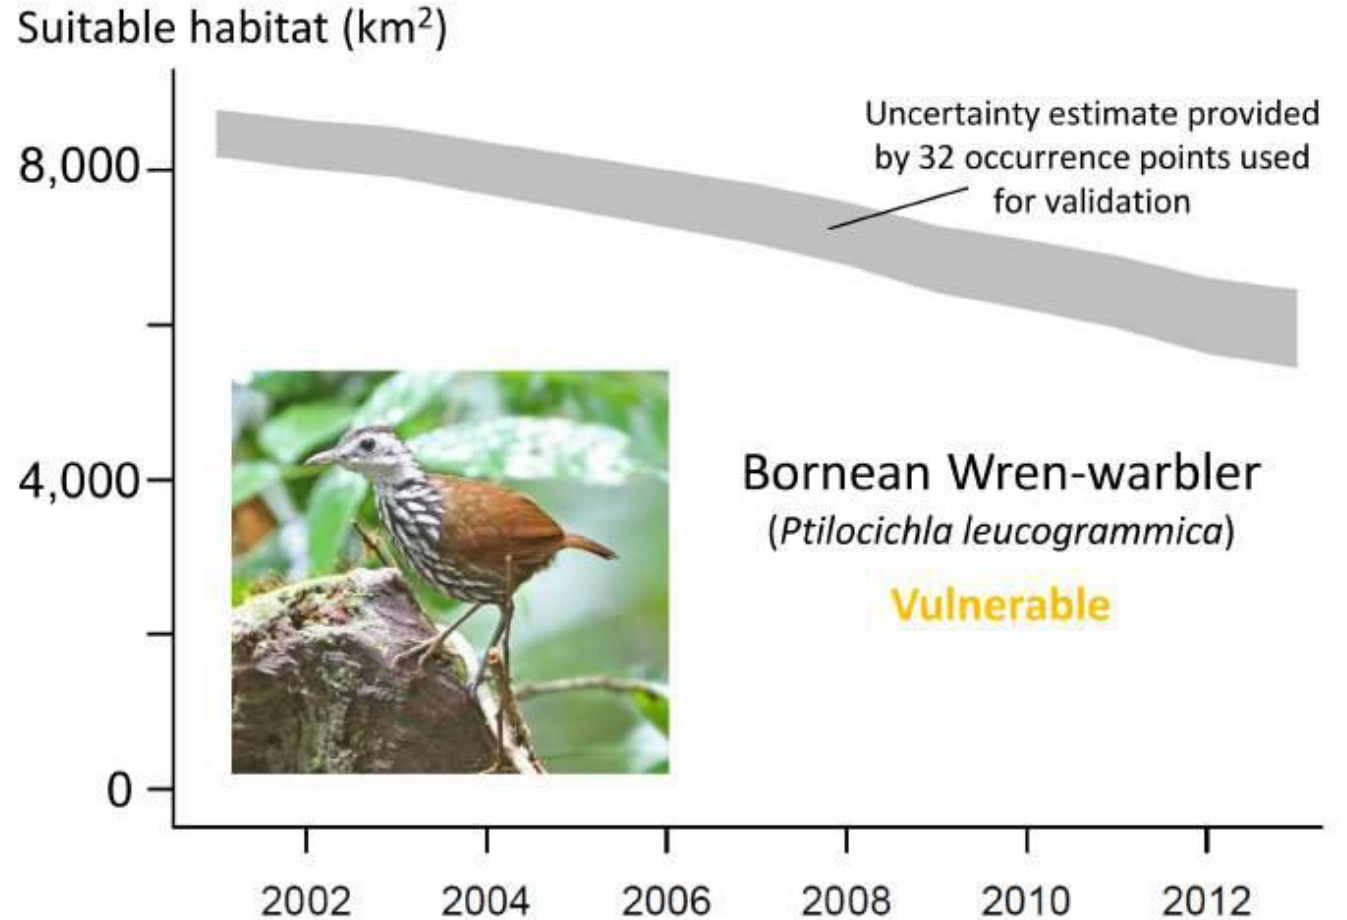 Suitable habitat (km²)
Uncertainty estimate provided
by 32 occurrence points used
for validation
8,000
4,000
0
Bornean Wren-warbler
(Ptilocichla leucogrammica)
Vulnerable
2002 2004 2006 2008 2010 2012